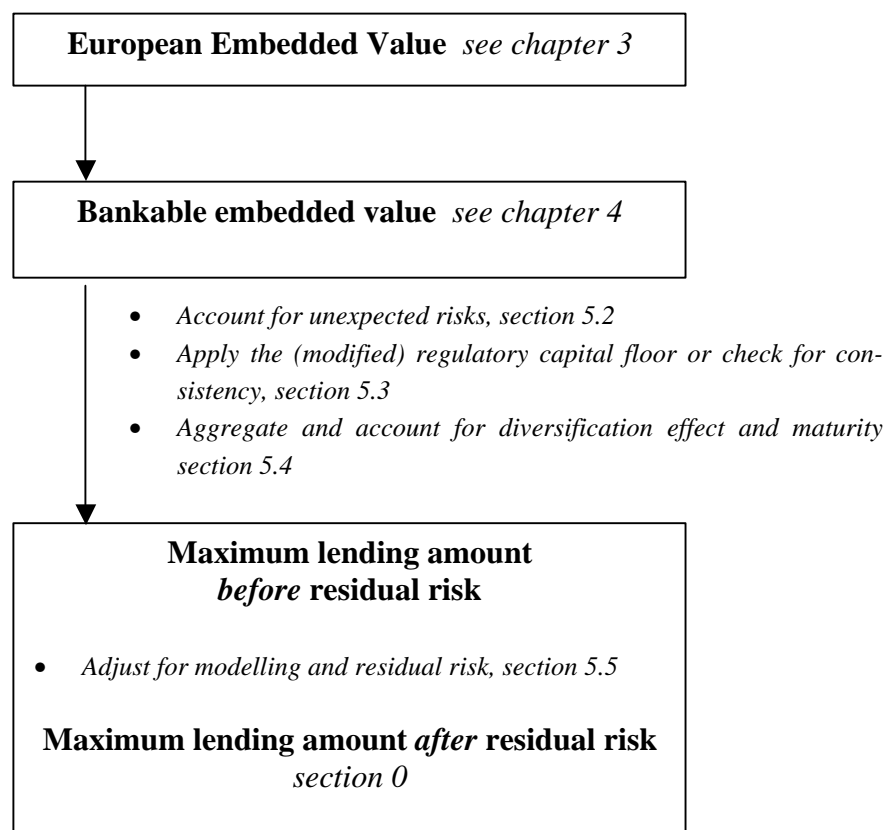 European Embedded Value see chapter 3
Bankable embedded value see chapter 4
• Account for unexpected risks, section 5.2
• Apply the (modified) regulatory capital floor or check for con-
sistency, section 5.3
• Aggregate and account for diversification effect and maturity
section 5.4
Maximum lending amount
before residual risk
• Adjust for modelling and residual risk, section 5.5
Maximum lending amount after residual risk
section 0